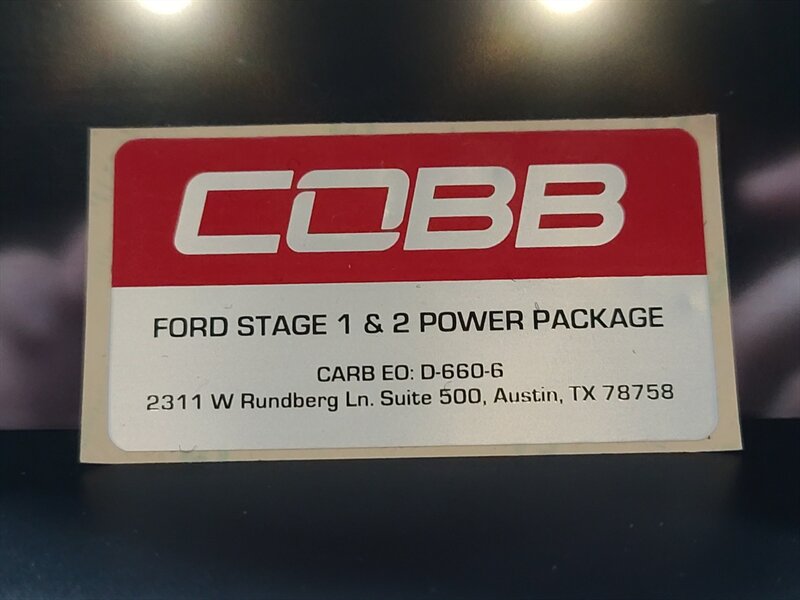 COBB
FORD STAGE 1 & 2 POWER PACKAGE
CARB EO: D-660-6
2311 W Rundberg Ln. Suite 500, Austin, TX 78758